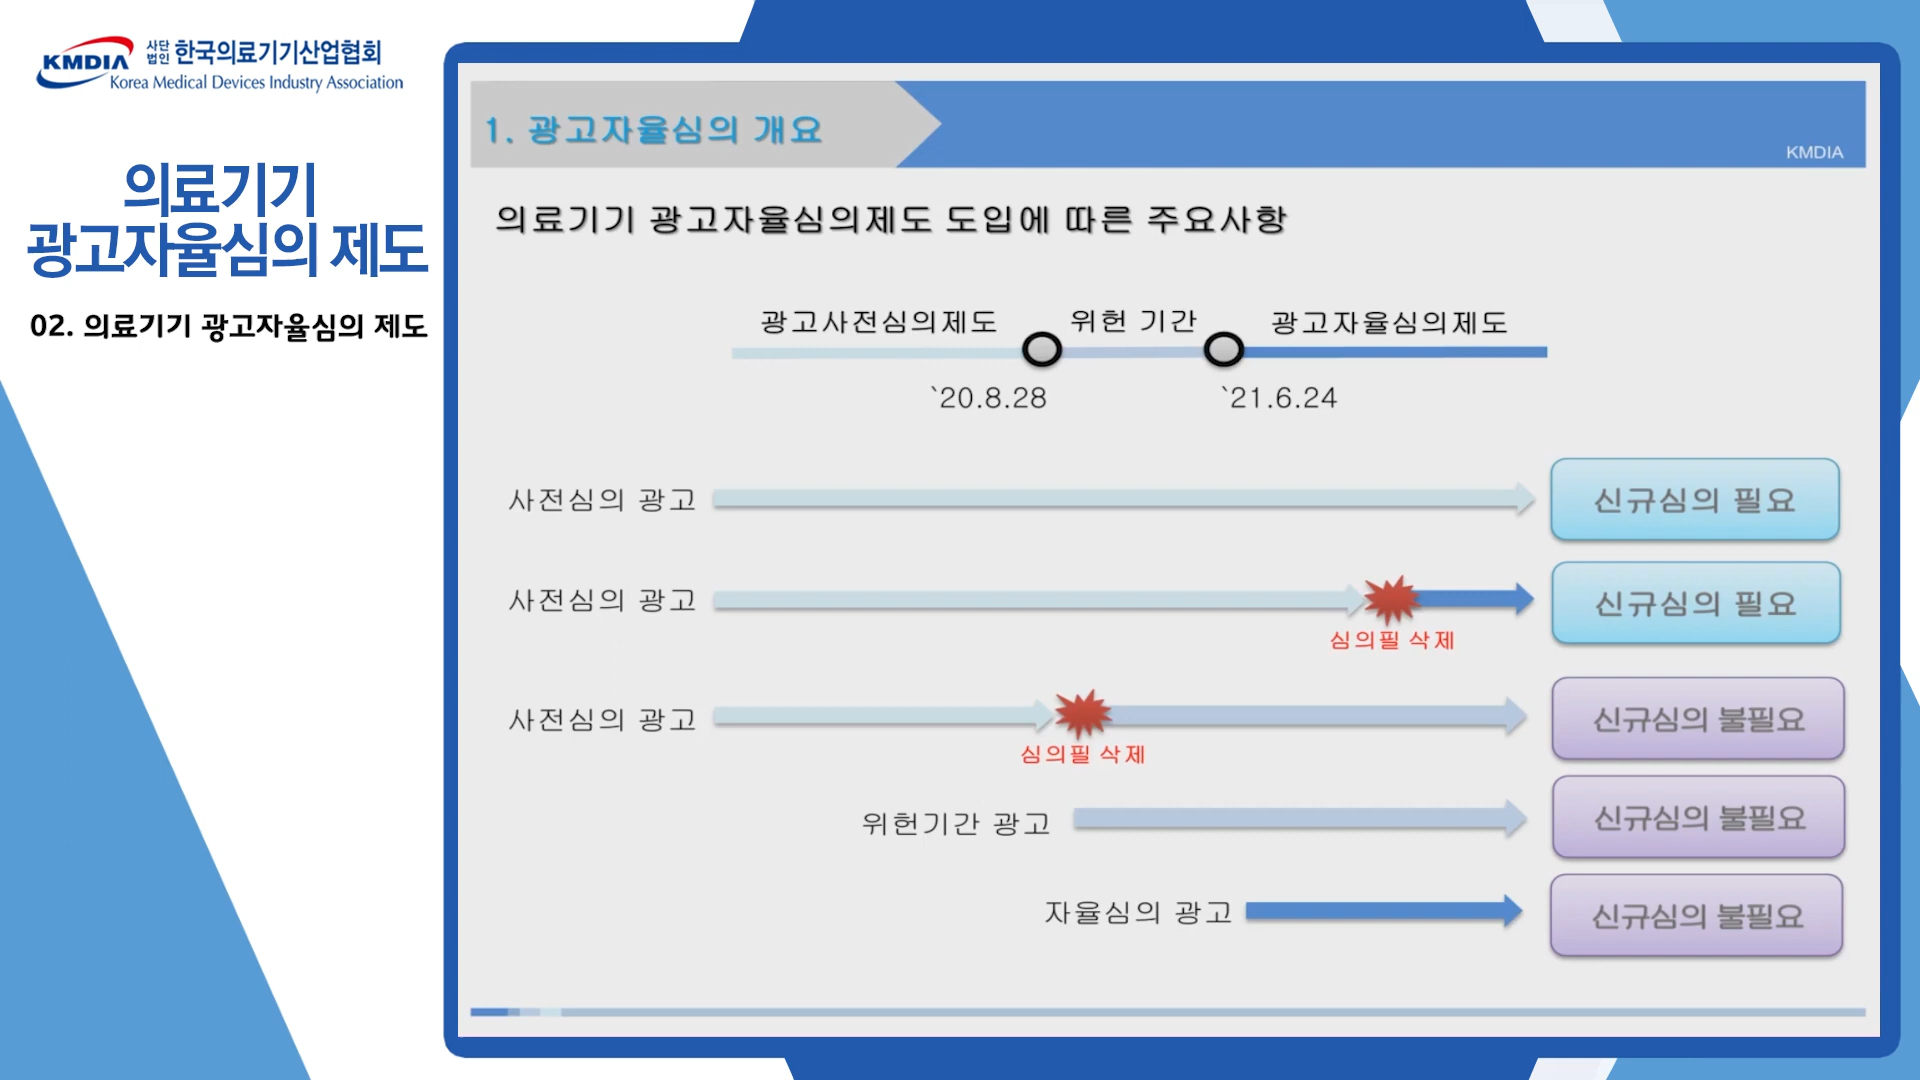 KMDIA 사단법인 한국의료기기산업협회
Korea Medical Devices Industry Association
의료기기
광고자율심의 제도
02. 의료기기 광고자율심의 제도
1. 광고자율심의 개요
KMDIA
의료기기 광고자율심의제도 도입에 따른 주요사항
광고사전심의제도 위헌 기간 광고자율심의제도
`20.8.28 `21.6.24
사전심의 광고 신규심의 필요
사전심의 광고 신규심의 필요
심의필 삭제
사전심의 광고 신규심의 불필요
심의필 삭제
위헌기간 광고 신규심의 불필요
자율심의 광고 신규심의 불필요